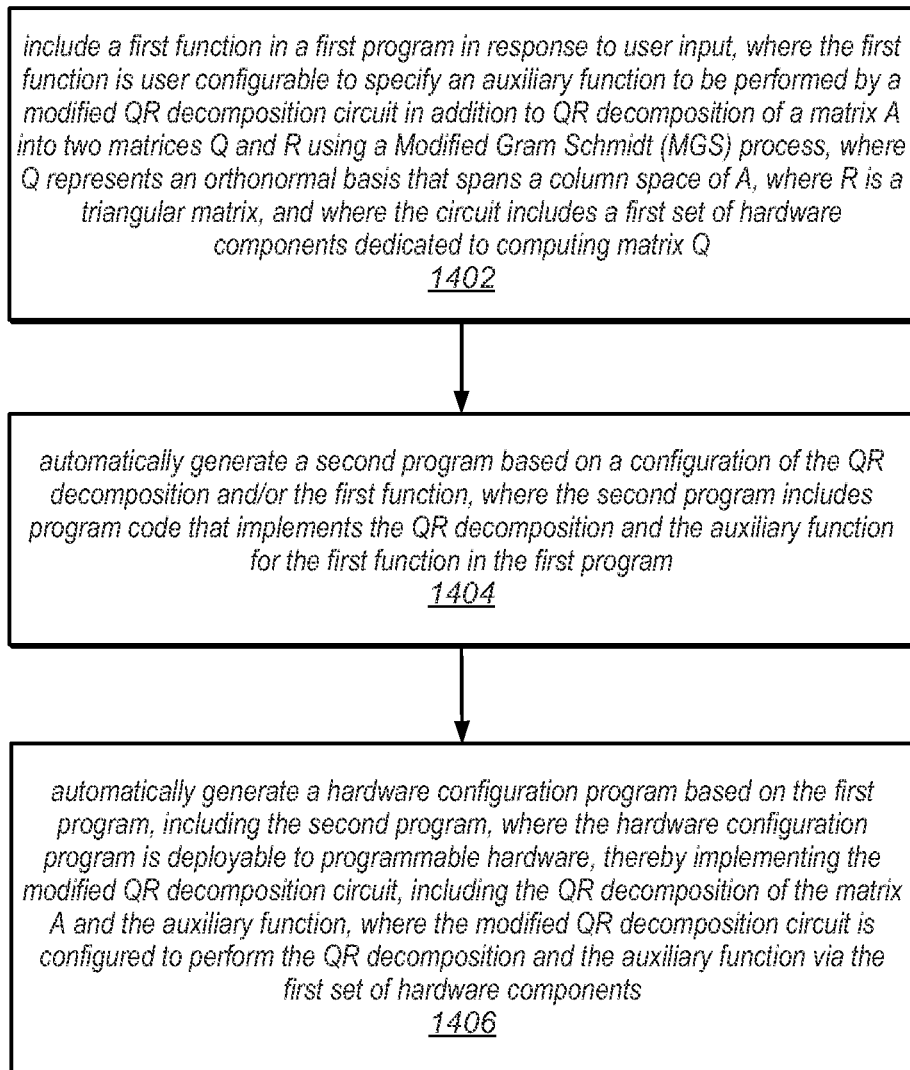 include a first function in a first program in response to user input, where the first
function is user configurable to specify an auxiliary function to be performed by a
modified QR decomposition circuit in addition to QR decomposition of a matrix A
into two matrices Q and R using a Modified Gram Schmidt (MGS) process, where
Q represents an orthonormal basis that spans a column space of A, where R is a
triangular matrix, and where the circuit includes a first set of hardware
components dedicated to computing matrix Q
1402
automatically generate a second program based on a configuration of the QR
decomposition and/or the first function, where the second program includes
program code that implements the QR decomposition and the auxiliary function
for the first function in the first program
1404
automatically generate a hardware configuration program based on the first
program, including the second program, where the hardware configuration
program is deployable to programmable hardware, thereby implementing the
modified QR decomposition circuit, including the QR decomposition of the matrix
A and the auxiliary function, where the modified QR decomposition circuit is
configured to perform the QR decomposition and the auxiliary function via the
first set of hardware components
1406